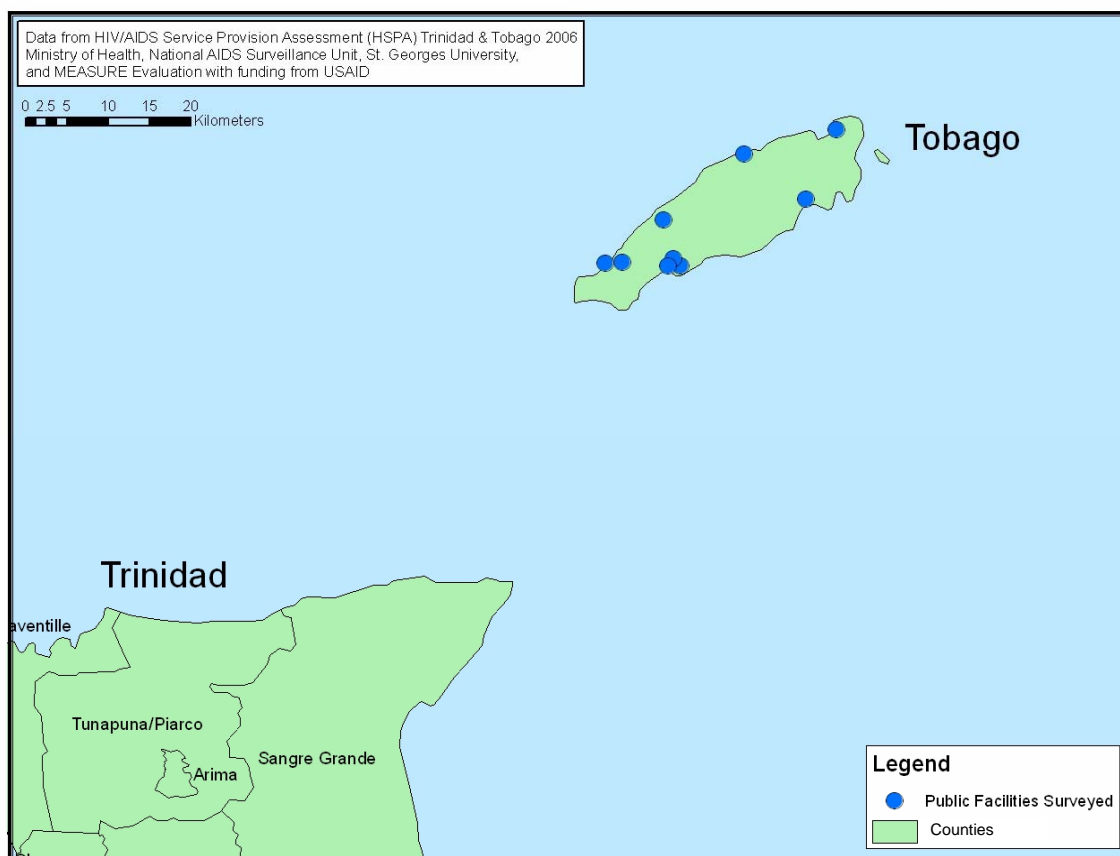 Data from HIV/AIDS Service Provision Assessment (HSPA) Trinidad & Tobago 2006
Ministry of Health, National AIDS Surveillance Unit, St. Georges University,
and MEASURE Evaluation with funding from USAID
0 2.5 5 10 15 20
Kilometers
Tobago
Trinidad
aventille
Tunapuna/Piarco
Sangre Grande
Arima
Legend
Public Facilities Surveyed
Counties